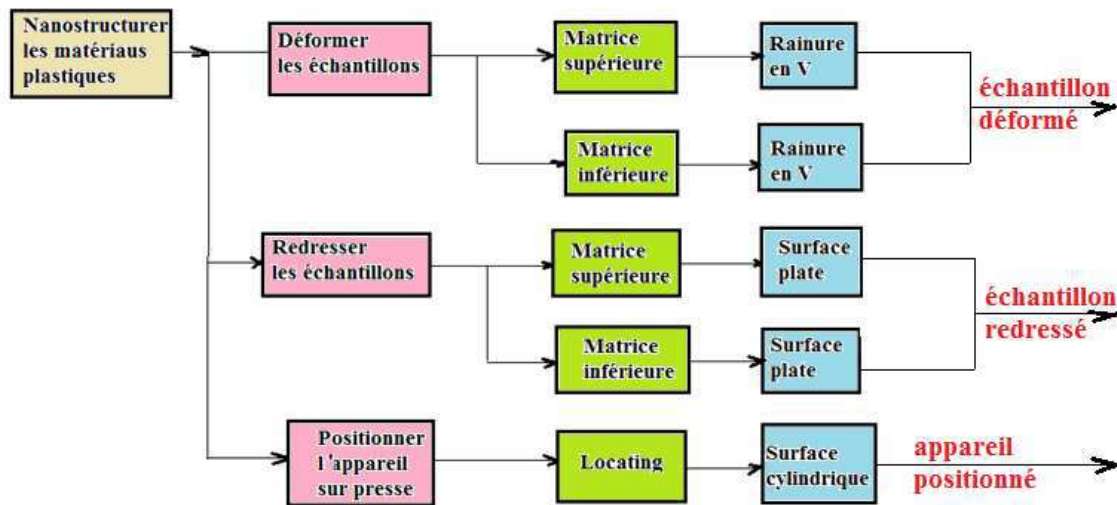 Nanostructurer
les matériaus
plastiques
Déformer
les échantillons
Matrice
supérieure
Rainure
en V
échantillon
déformé
Matrice
inférieure
Rainure
en V
Redresser
les échantillons
Matrice
supérieure
Surface
plate
échantillon
redressé
Matrice
inférieure
Surface
plate
Positionner
l'appareil
sur presse
Locating
Surface
cylindrique
appareil
positionné